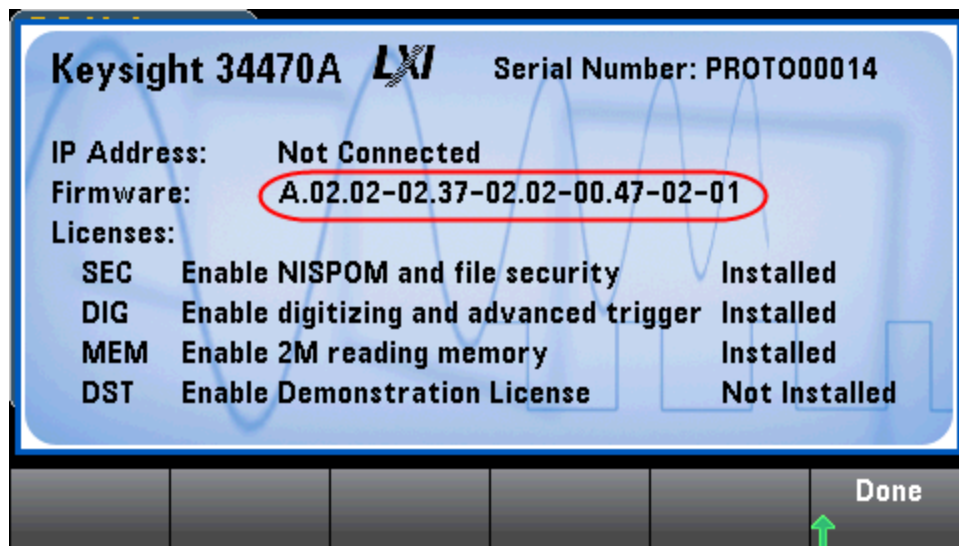 Keysight 34470A LXI Serial Number: PROTO00014
IP Address: Not Connected
Firmware: A.02.02-02.37-02.02-00.47-02-01
Licenses:
SEC Enable NISPOM and file security Installed
DIG Enable digitizing and advanced trigger Installed
MEM Enable 2M reading memory Installed
DST Enable Demonstration License Not Installed
Done